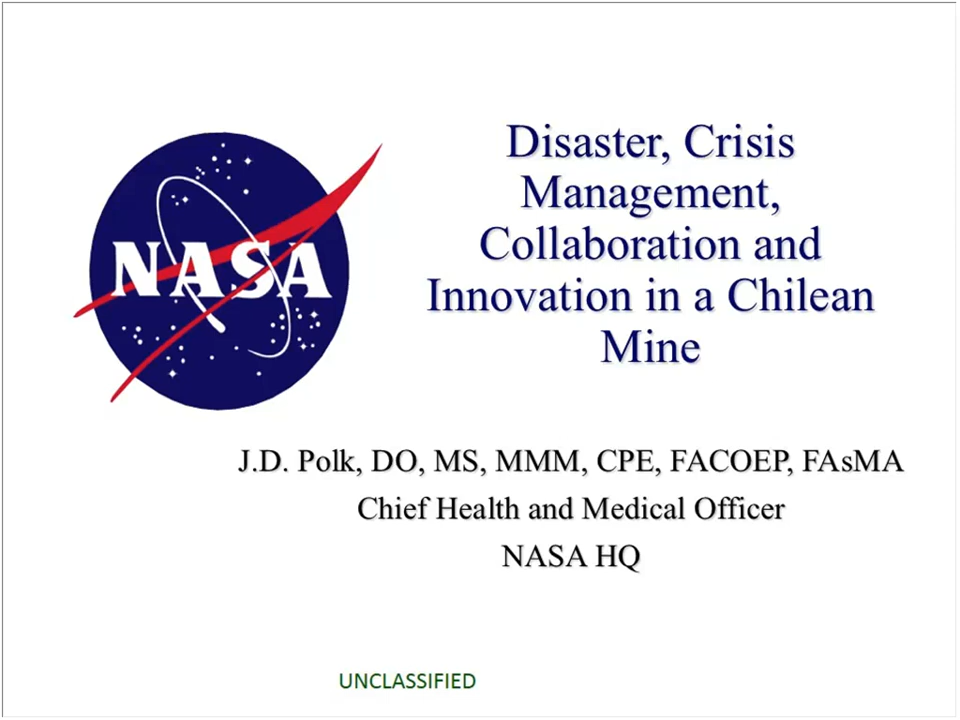 NASA
Disaster, Crisis
Management,
Collaboration and
Innovation in a Chilean
Mine
J.D. Polk, DO, MS, MMM, CPE, FACOEP, FAsMA
Chief Health and Medical Officer
NASA HQ
UNCLASSIFIED